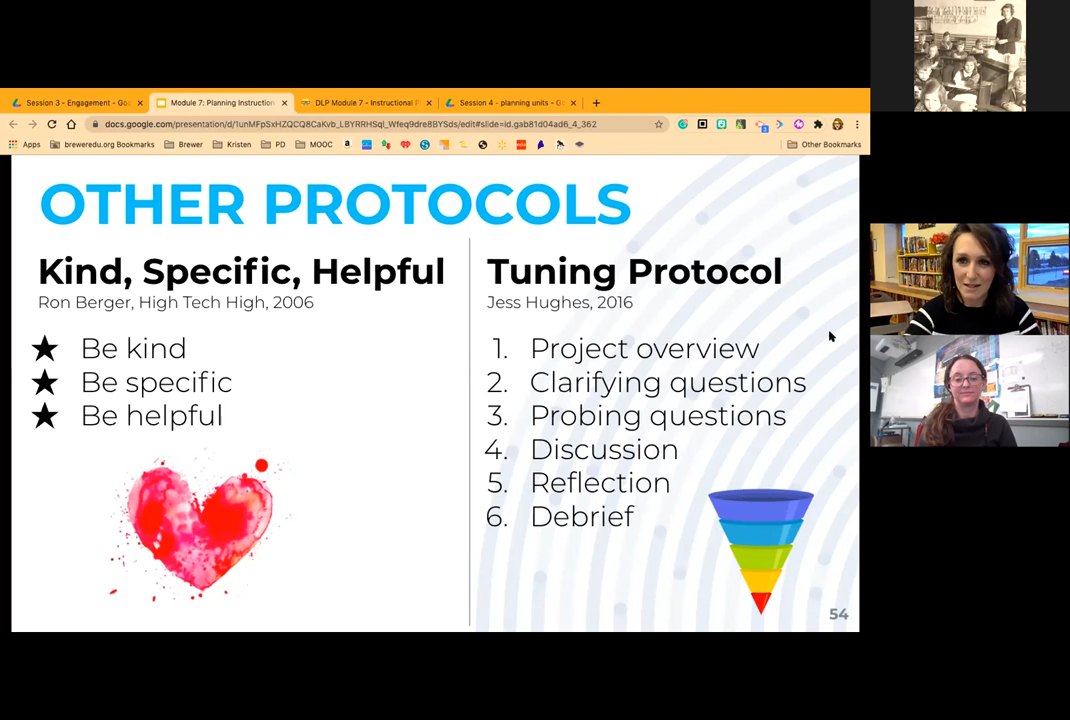 Session 3 - Engagement - Goo
Module 7: Planning Instruction
DLP Module 7 - Instructional P
Session 4 - planning units - Go
docs.google.com/presentation/d/1unMFpSxHZQCQ8CaKvb_LBYRRHSql_Wfeq9dre8BYSds/edit#slide=id.gab81d04ad6_4_362
Apps
breweredu.org Bookmarks
Brewer
Kristen
PD
MOOC
Other Bookmarks
OTHER PROTOCOLS
Kind, Specific, Helpful
Ron Berger, High Tech High, 2006
★ Be kind
★ Be specific
★ Be helpful
Tuning Protocol
Jess Hughes, 2016
1. Project overview
2. Clarifying questions
3. Probing questions
4. Discussion
5. Reflection
6. Debrief
54